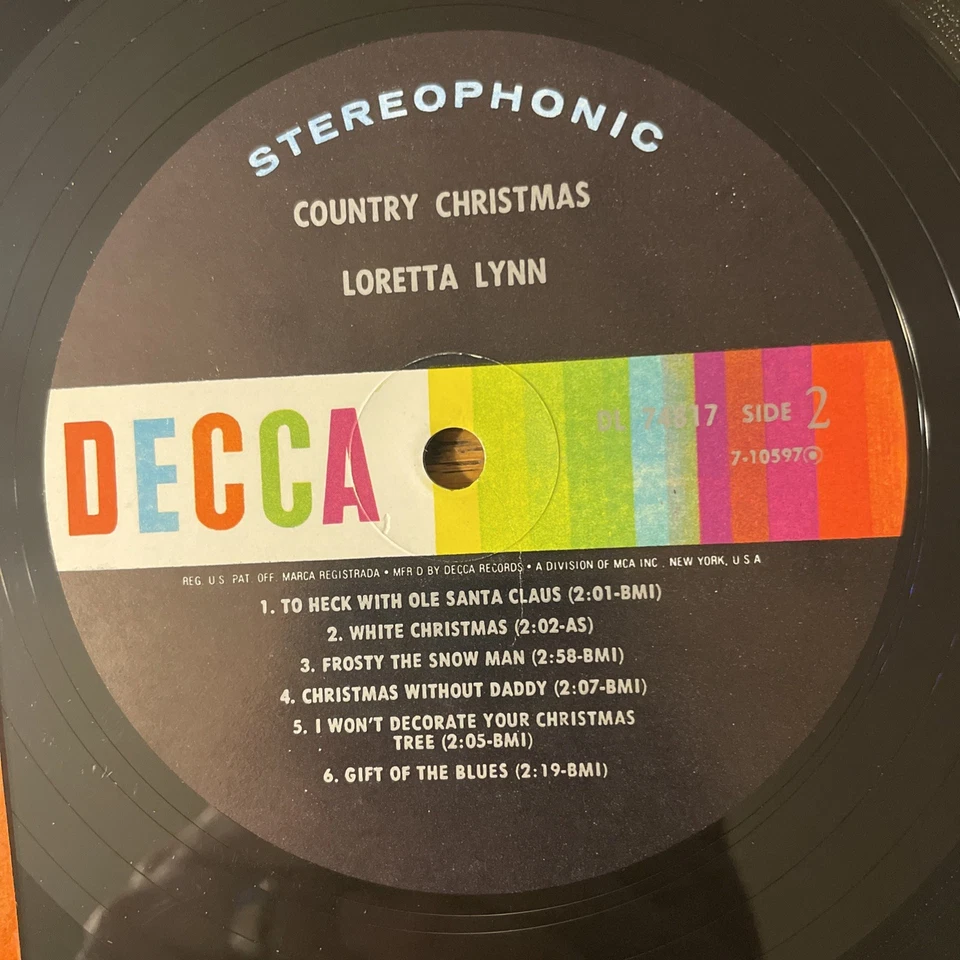 STEREOPHONIC
COUNTRY CHRISTMAS
LORETTA LYNN
DECCA
DL 74817 SIDE 2
7-10597
REG. U.S. PAT. OFF. MARCA REGISTRADA • MFR'D BY DECCA RECORDS • A DIVISION OF MCA INC., NEW YORK, U.S.A.
1. TO HECK WITH OLE SANTA CLAUS (2:01-BMI)
2. WHITE CHRISTMAS (2:02-AS)
3. FROSTY THE SNOW MAN (2:58-BMI)
4. CHRISTMAS WITHOUT DADDY (2:07-BMI)
5. I WON'T DECORATE YOUR CHRISTMAS
TREE (2:05-BMI)
6. GIFT OF THE BLUES (2:19-BMI)